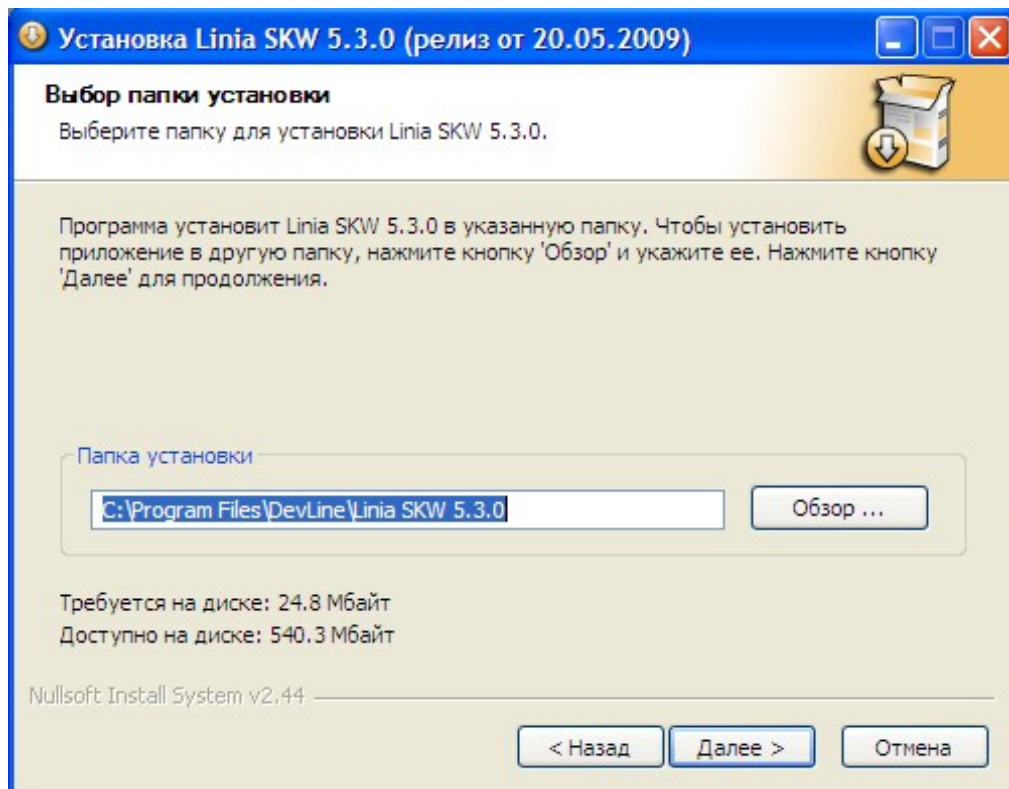 Установка Linia SKW 5.3.0 (релиз от 20.05.2009)
Выбор папки установки
Выберите папку для установки Linia SKW 5.3.0.
Программа установит Linia SKW 5.3.0 в указанную папку. Чтобы установить
приложение в другую папку, нажмите кнопку 'Обзор' и укажите ее. Нажмите кнопку
'Далее' для продолжения.
Папка установки
C:\Program Files\DevLine\Linia SKW 5.3.0
Обзор ...
Требуется на диске: 24.8 Мбайт
Доступно на диске: 540.3 Мбайт
Nullsoft Install System v2.44
< Назад
Далее >
Отмена